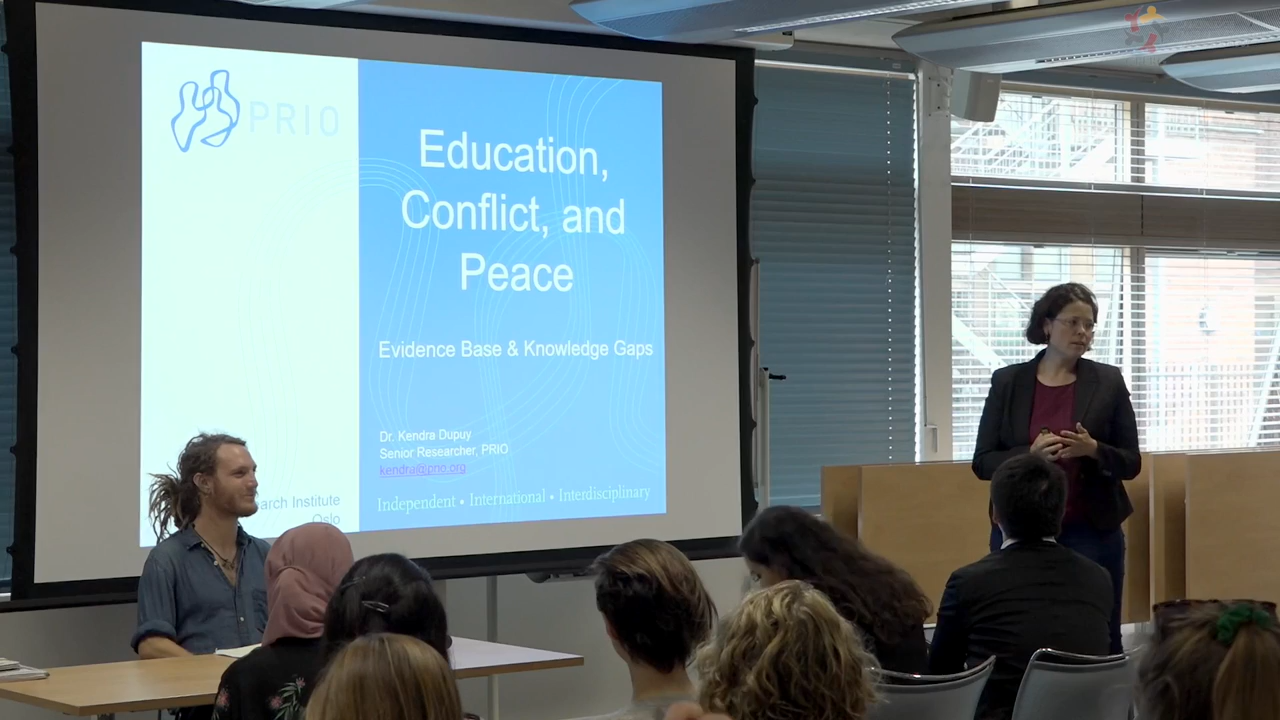 PRIO
Education,
Conflict, and
Peace
Evidence Base & Knowledge Gaps
Dr. Kendra Dupuy
Senior Researcher, PRIO
kendra@prio.org
Independent • International • Interdisciplinary
arch Institute
Oslo